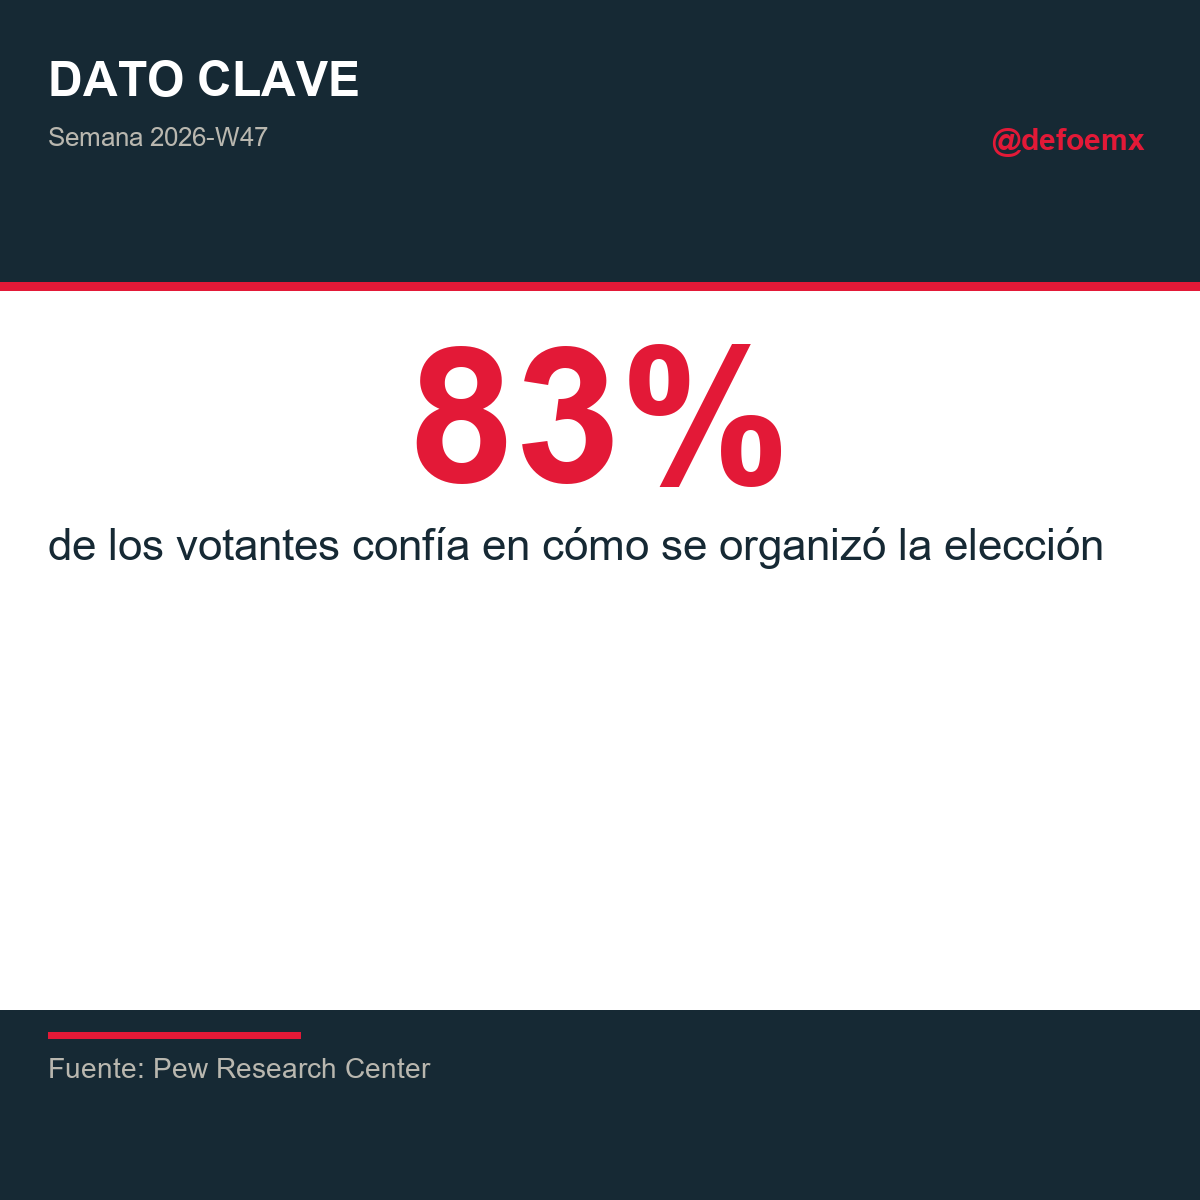 DATO CLAVE
Semana 2026-W47
@defoemx
83%
de los votantes confía en cómo se organizó la elección
Fuente: Pew Research Center